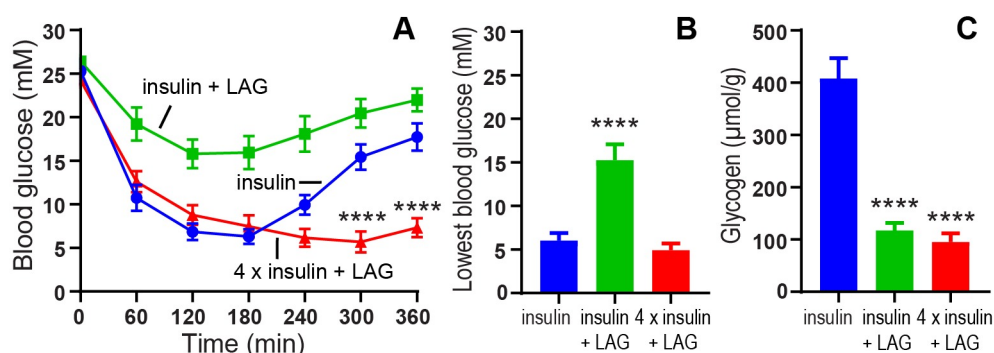 A
Blood glucose (mM)
30
25
20
15
10
5
0
insulin + LAG
insulin
4 x insulin + LAG
****
****
0 60 120 180 240 300 360
Time (min)
B
Lowest blood glucose (mM)
30
25
20
15
10
5
0
****
insulin insulin 4 x insulin
+ LAG + LAG
C
Glycogen (µmol/g)
500
400
300
200
100
0
****
****
insulin insulin 4 x insulin
+ LAG + LAG